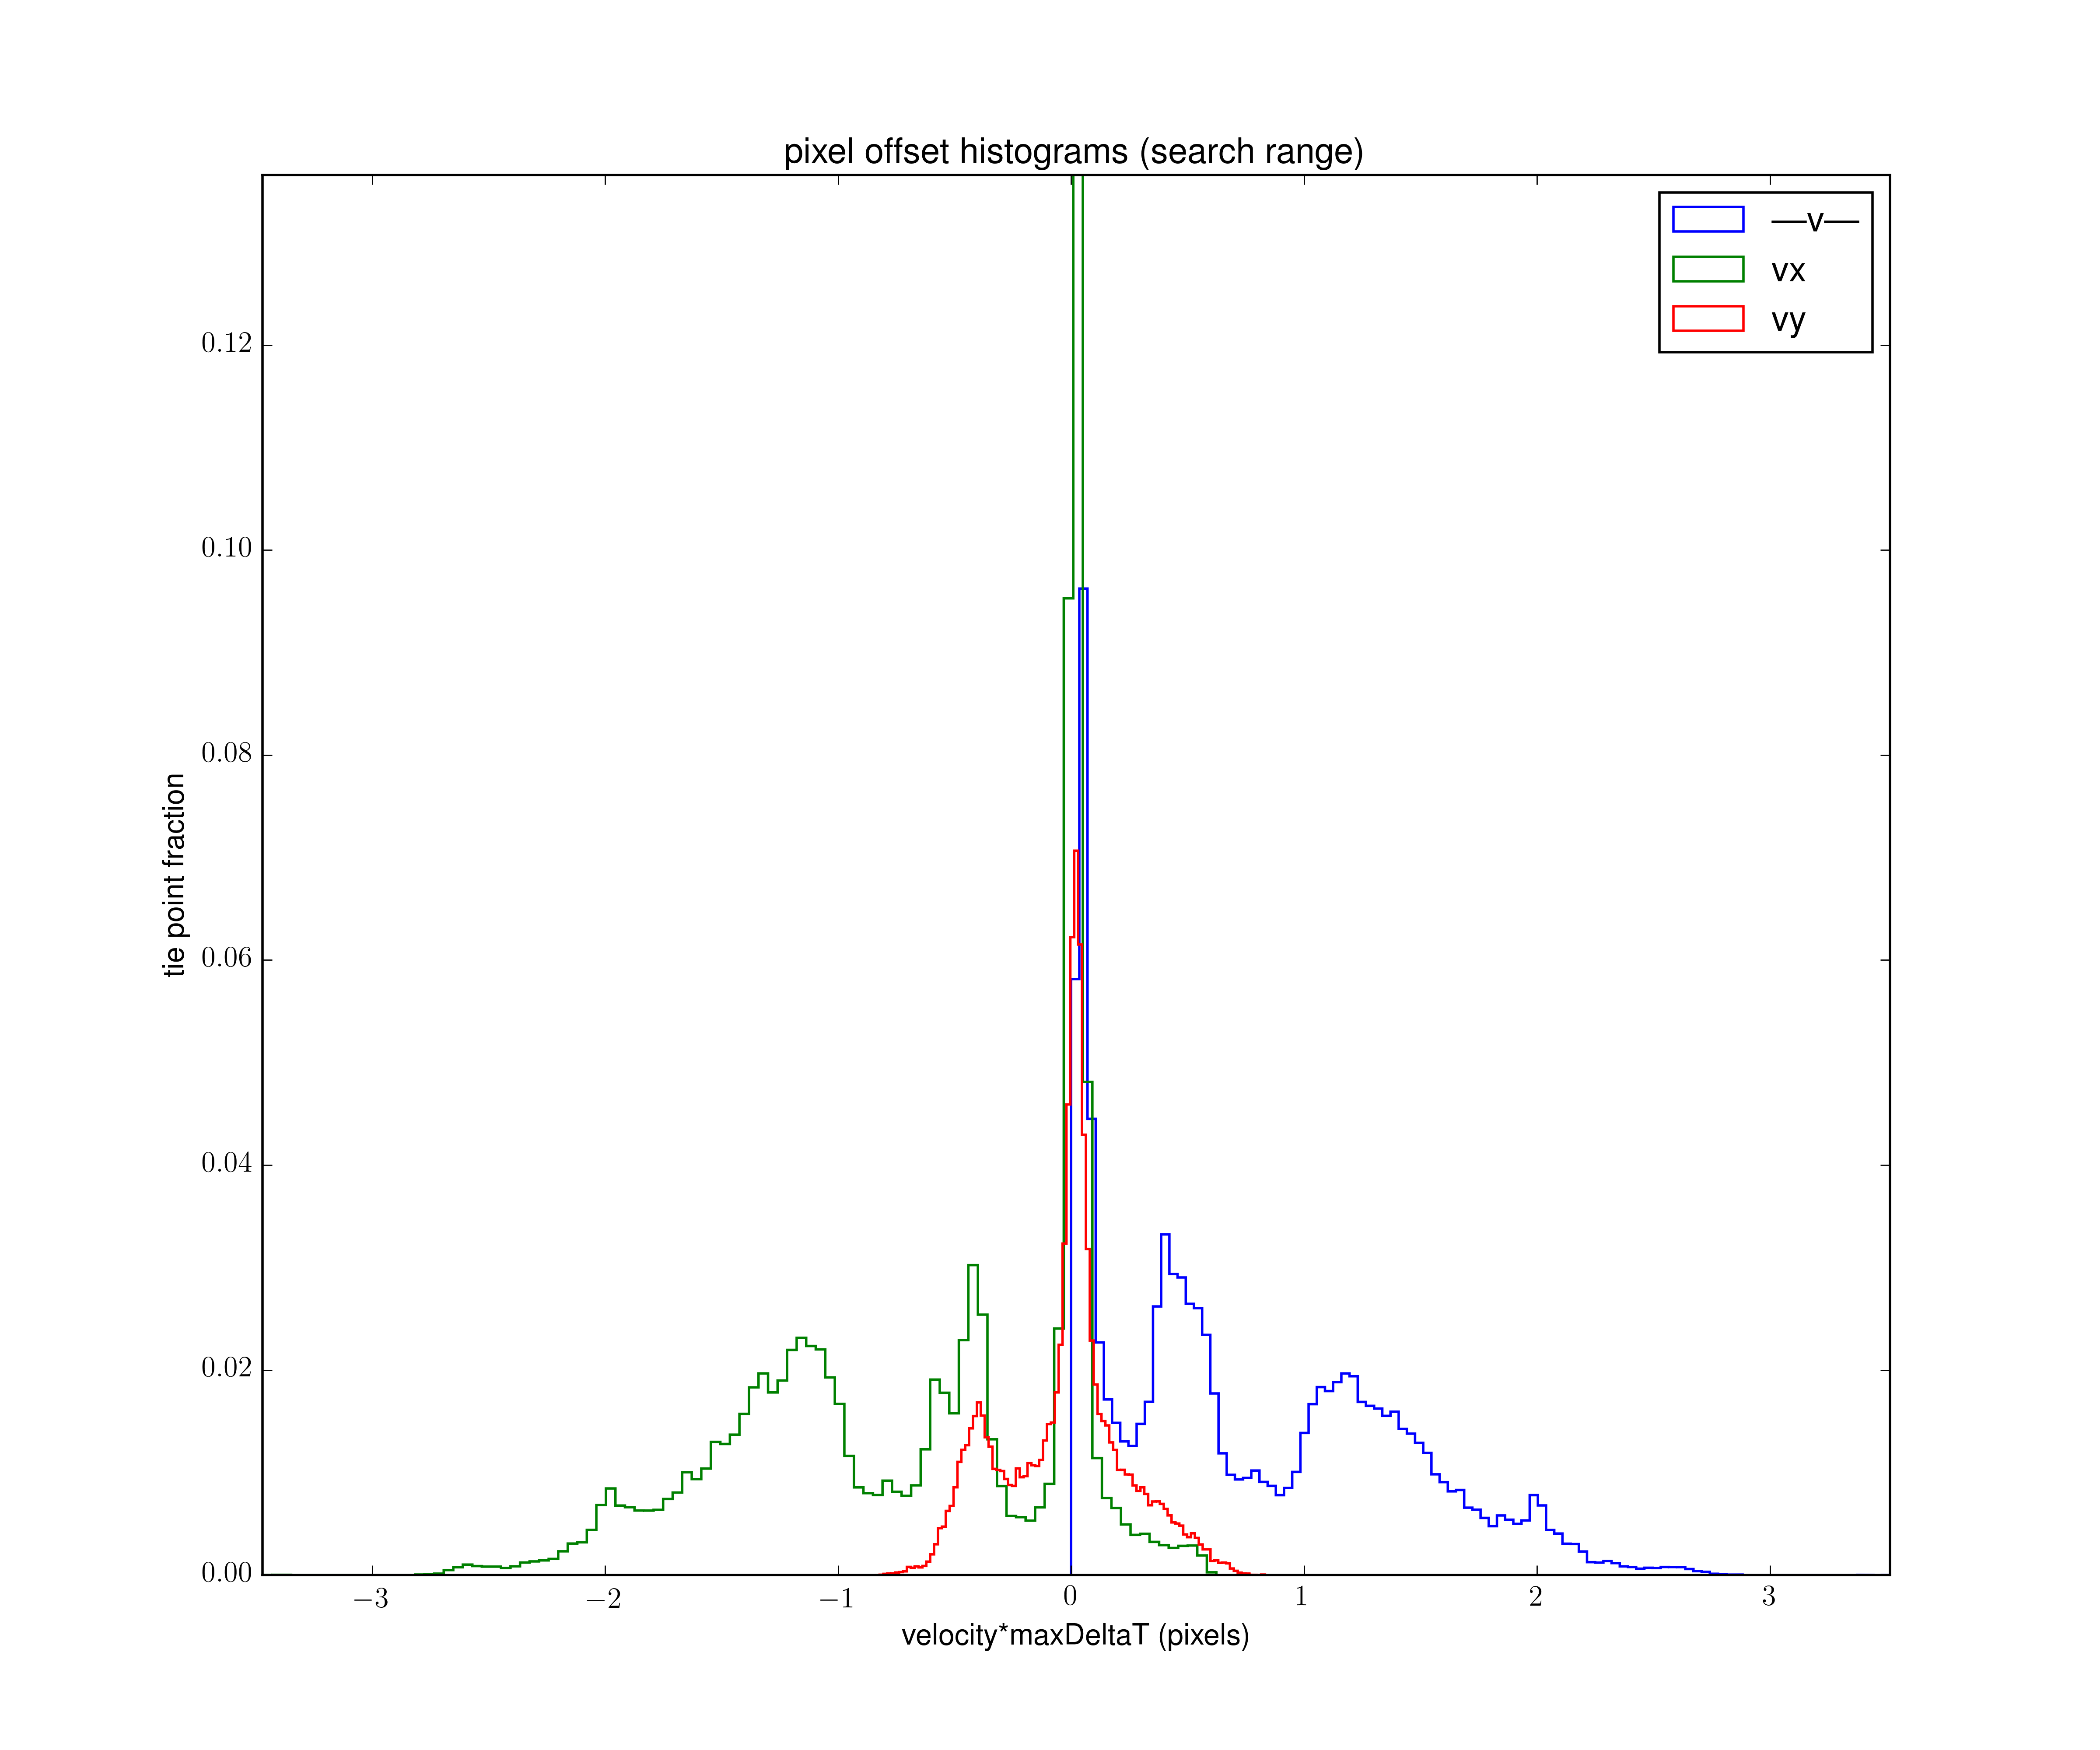 pixel offset histograms (search range)
—v—
vx
vy
0.12
0.10
0.08
0.06
0.04
0.02
0.00
tie point fraction
−3 −2 −1 0 1 2 3
velocity*maxDeltaT (pixels)